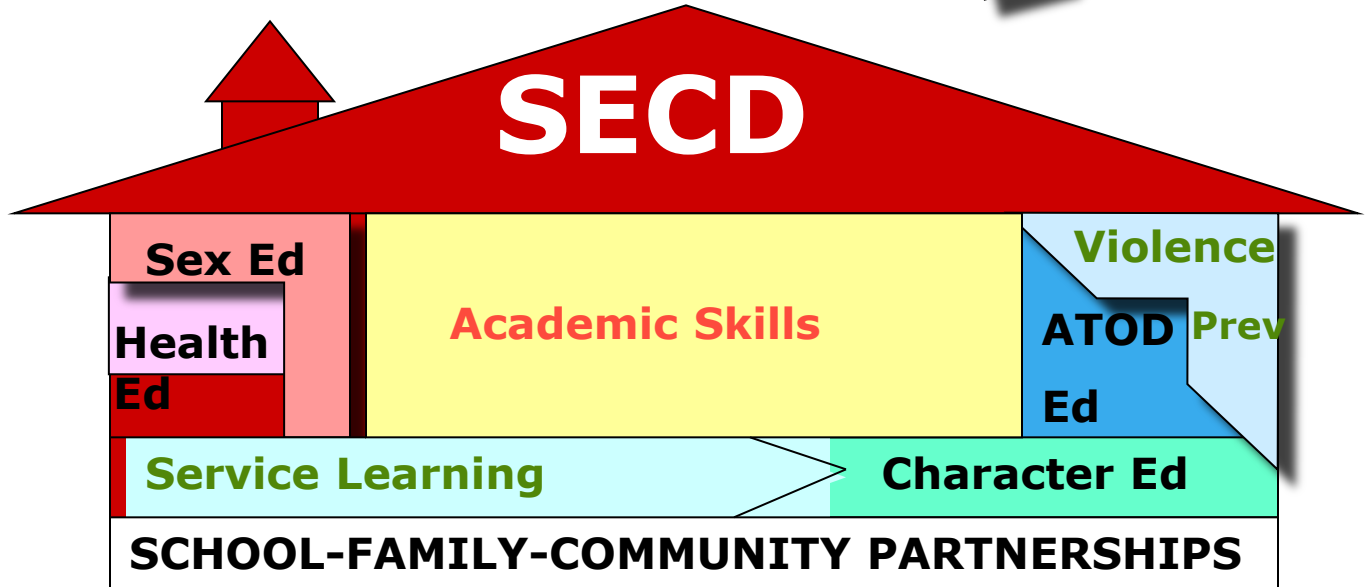 SECD
Sex Ed
Violence
Academic Skills
Health
Ed
ATOD
Ed
Prev
Service Learning
Character Ed
SCHOOL-FAMILY-COMMUNITY PARTNERSHIPS